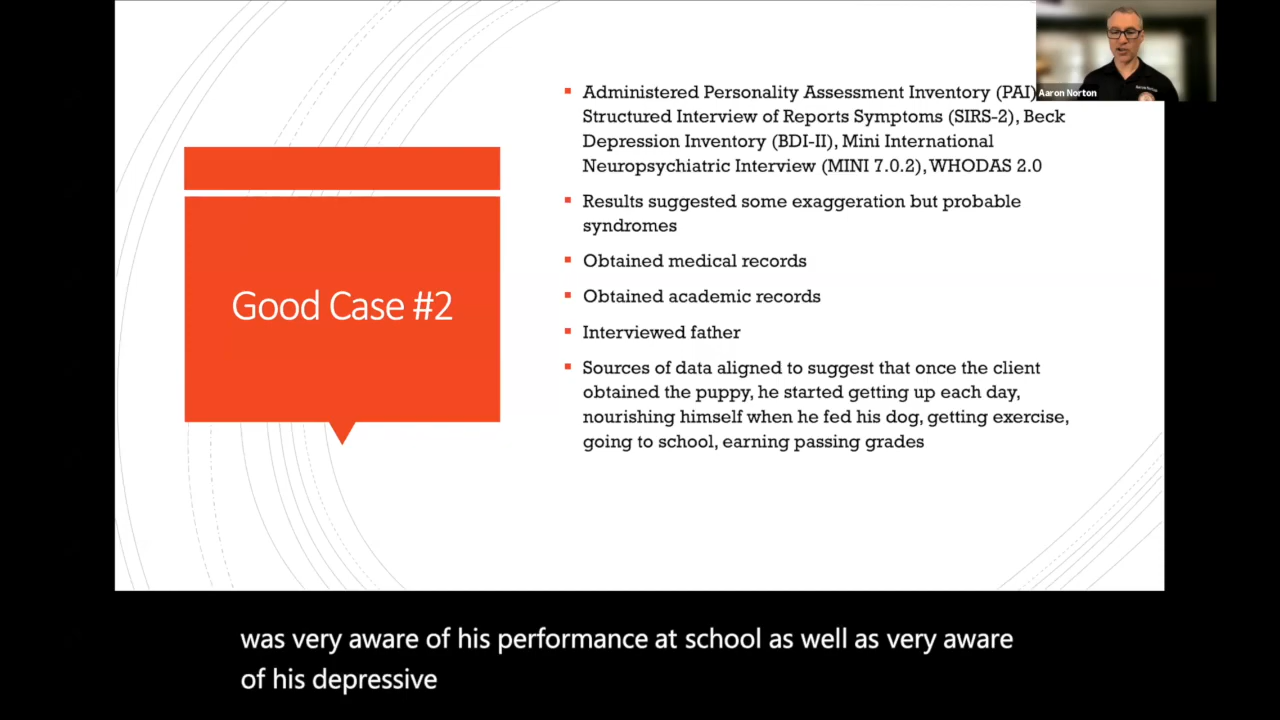 Aaron Norton
Good Case #2
Administered Personality Assessment Inventory (PAI)
Structured Interview of Reports Symptoms (SIRS-2), Beck
Depression Inventory (BDI-II), Mini International
Neuropsychiatric Interview (MINI 7.0.2), WHODAS 2.0
Results suggested some exaggeration but probable
syndromes
Obtained medical records
Obtained academic records
Interviewed father
Sources of data aligned to suggest that once the client
obtained the puppy, he started getting up each day,
nourishing himself when he fed his dog, getting exercise,
going to school, earning passing grades
was very aware of his performance at school as well as very aware
of his depressive